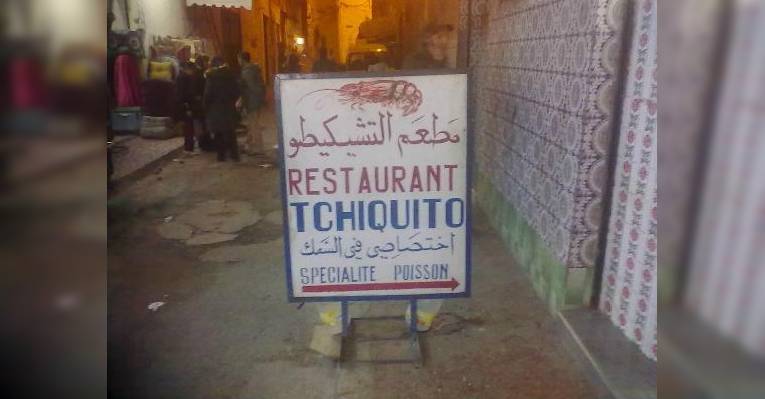 مطعم التشيكيطو
RESTAURANT
TCHIQUITO
اختصاصي في السمك
SPECIALITE POISSON